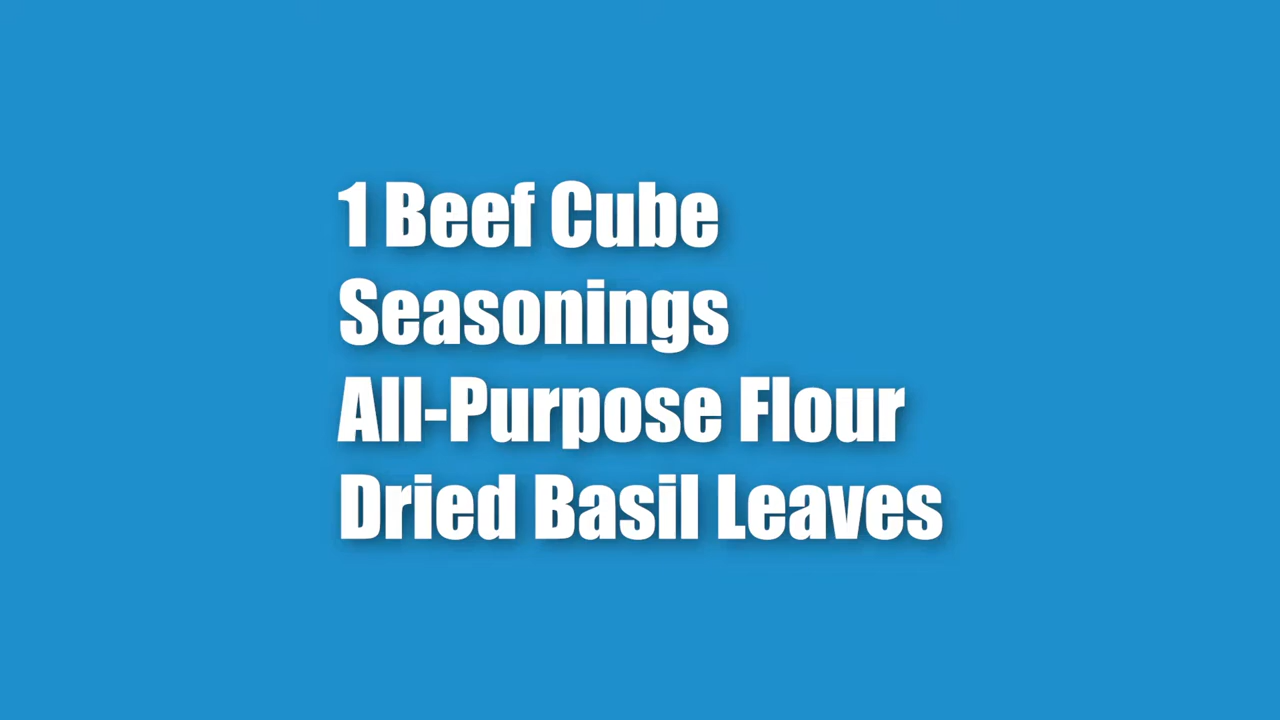 1 Beef Cube
Seasonings
All-Purpose Flour
Dried Basil Leaves